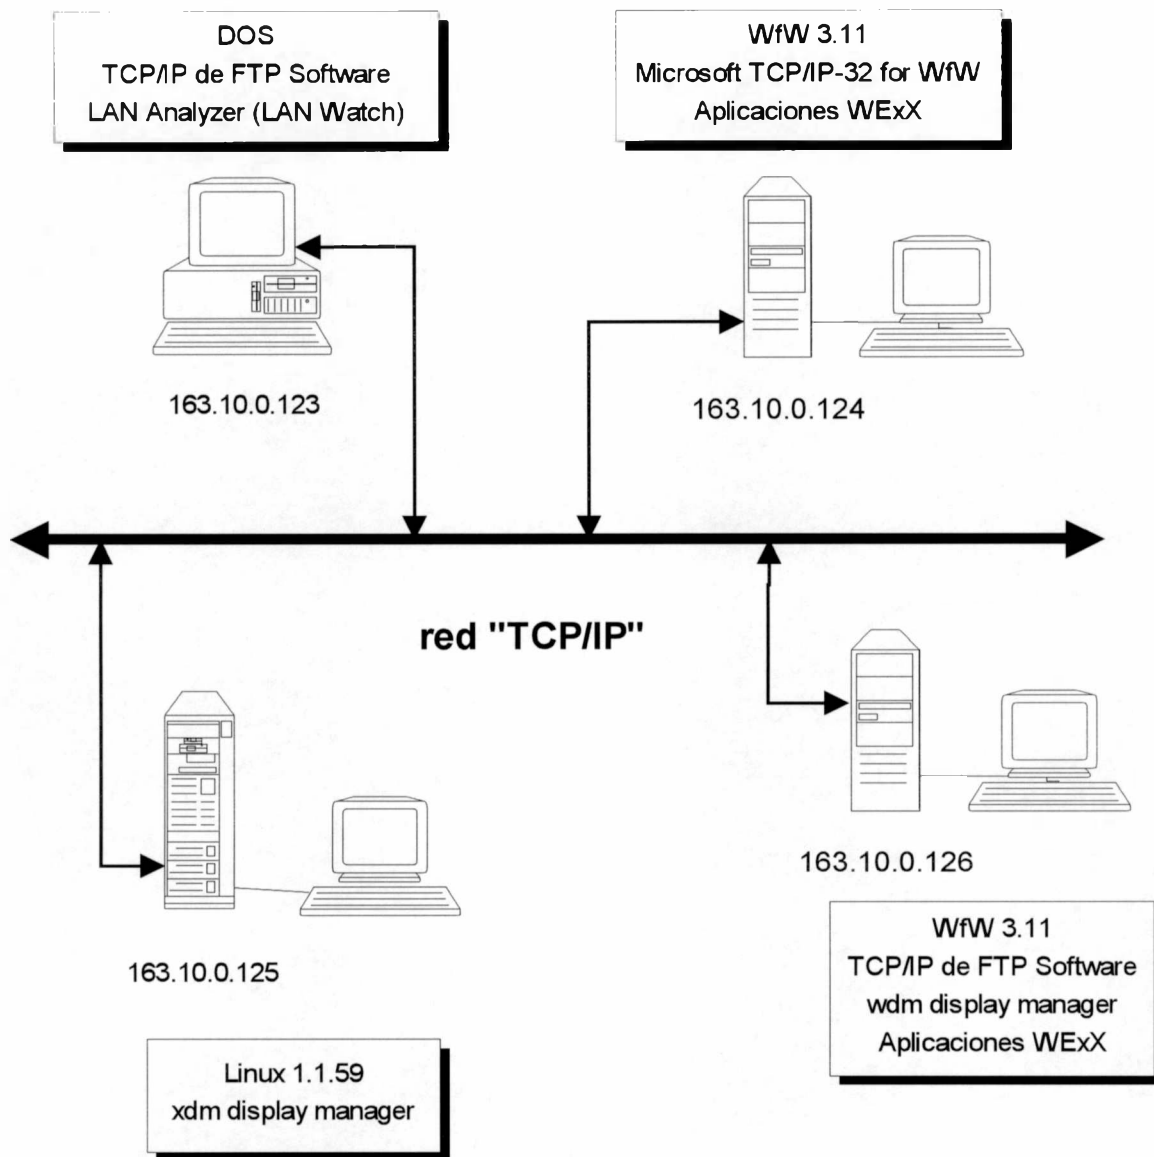 DOS
TCP/IP de FTP Software
LAN Analyzer (LAN Watch)
WfW 3.11
Microsoft TCP/IP-32 for WfW
Aplicaciones WExX
163.10.0.123
163.10.0.124
red "TCP/IP"
163.10.0.125
163.10.0.126
Linux 1.1.59
xdm display manager
WfW 3.11
TCP/IP de FTP Software
wdm display manager
Aplicaciones WExX